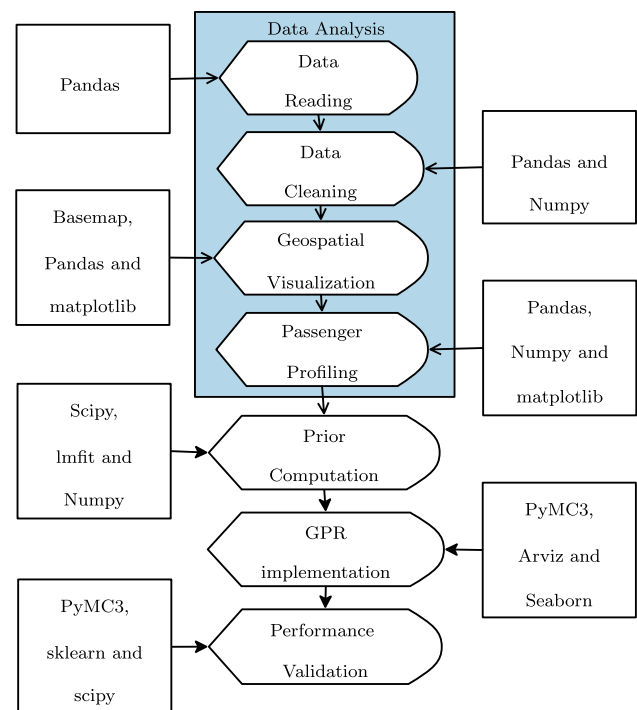 Data Analysis
Pandas
Data
Reading
Data
Cleaning
Pandas and
Numpy
Basemap,
Pandas and
matplotlib
Geospatial
Visualization
Passenger
Profiling
Pandas,
Numpy and
matplotlib
Scipy,
lmfit and
Numpy
Prior
Computation
GPR
implementation
PyMC3,
Arviz and
Seaborn
PyMC3,
sklearn and
scipy
Performance
Validation